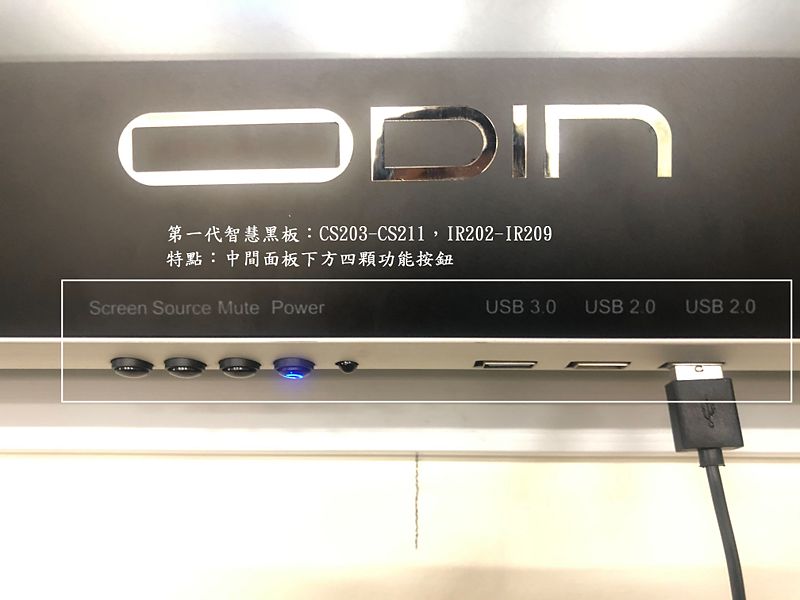 ODIN
第一代智慧黑板：CS203-CS211，IR202-IR209
特點：中間面板下方四顆功能按鈕
Screen Source Mute Power USB 3.0 USB 2.0 USB 2.0